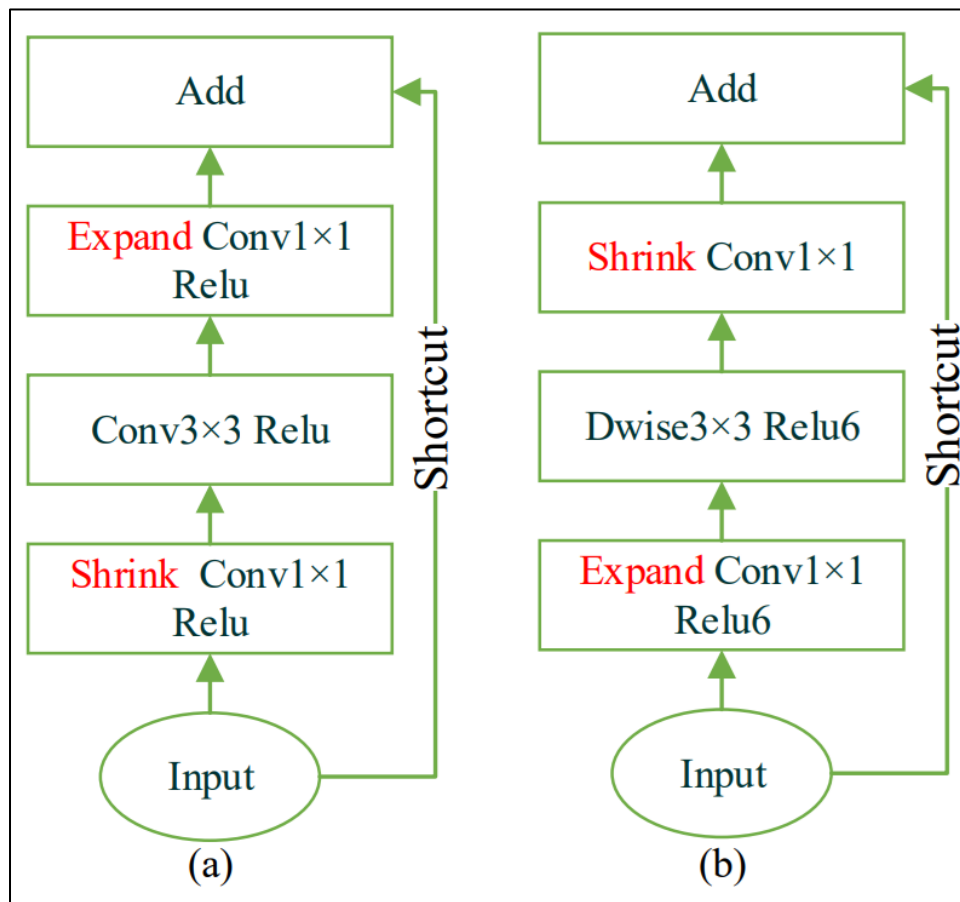 Add
Expand Conv1×1
Relu
Conv3×3 Relu
Shrink Conv1×1
Relu
Input
Shortcut
(a)
Add
Shrink Conv1×1
Dwise3×3 Relu6
Expand Conv1×1
Relu6
Input
Shortcut
(b)